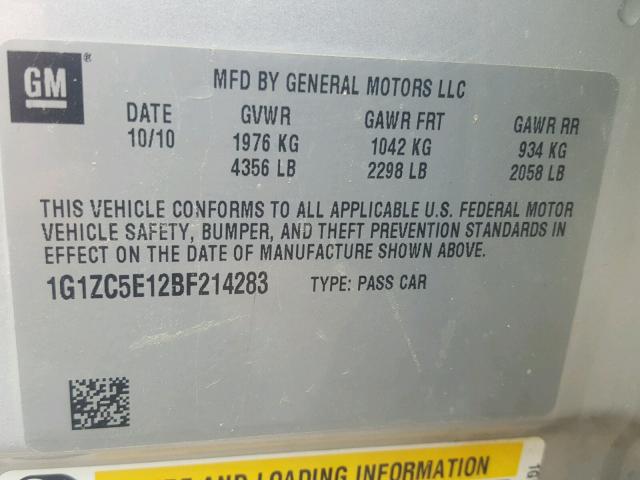 GM ®
MFD BY GENERAL MOTORS LLC
DATE GVWR GAWR FRT GAWR RR
10/10 1976 KG 1042 KG 934 KG
4356 LB 2298 LB 2058 LB
THIS VEHICLE CONFORMS TO ALL APPLICABLE U.S. FEDERAL MOTOR
VEHICLE SAFETY, BUMPER, AND THEFT PREVENTION STANDARDS IN
EFFECT ON THE DATE OF MANUFACTURE SHOWN ABOVE.
1G1ZC5E12BF214283 TYPE: PASS CAR
AND LOADING INFORMATION
1G